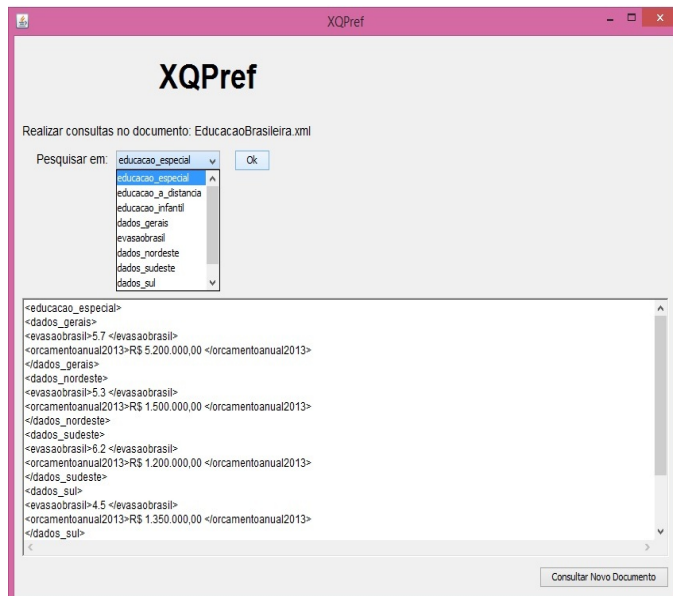 XQPref
XQPref
Realizar consultas no documento: EducacaoBrasileira.xml
Pesquisar em: educacao_especial Ok
educacao_especial
educacao_a_distancia
educacao_infantil
dados_gerais
evasaobrasil
dados_nordeste
dados_sudeste
dados_sul
<educacao_especial>
<dados_gerais>
<evasaobrasil>5.7 </evasaobrasil>
<orcamentoanual2013>R$ 5.200.000,00 </orcamentoanual2013>
</dados_gerais>
<dados_nordeste>
<evasaobrasil>5.3 </evasaobrasil>
<orcamentoanual2013>R$ 1.500.000,00 </orcamentoanual2013>
</dados_nordeste>
<dados_sudeste>
<evasaobrasil>6.2 </evasaobrasil>
<orcamentoanual2013>R$ 1.200.000,00 </orcamentoanual2013>
</dados_sudeste>
<dados_sul>
<evasaobrasil>4.5 </evasaobrasil>
<orcamentoanual2013>R$ 1.350.000,00 </orcamentoanual2013>
</dados_sul>
Consultar Novo Documento